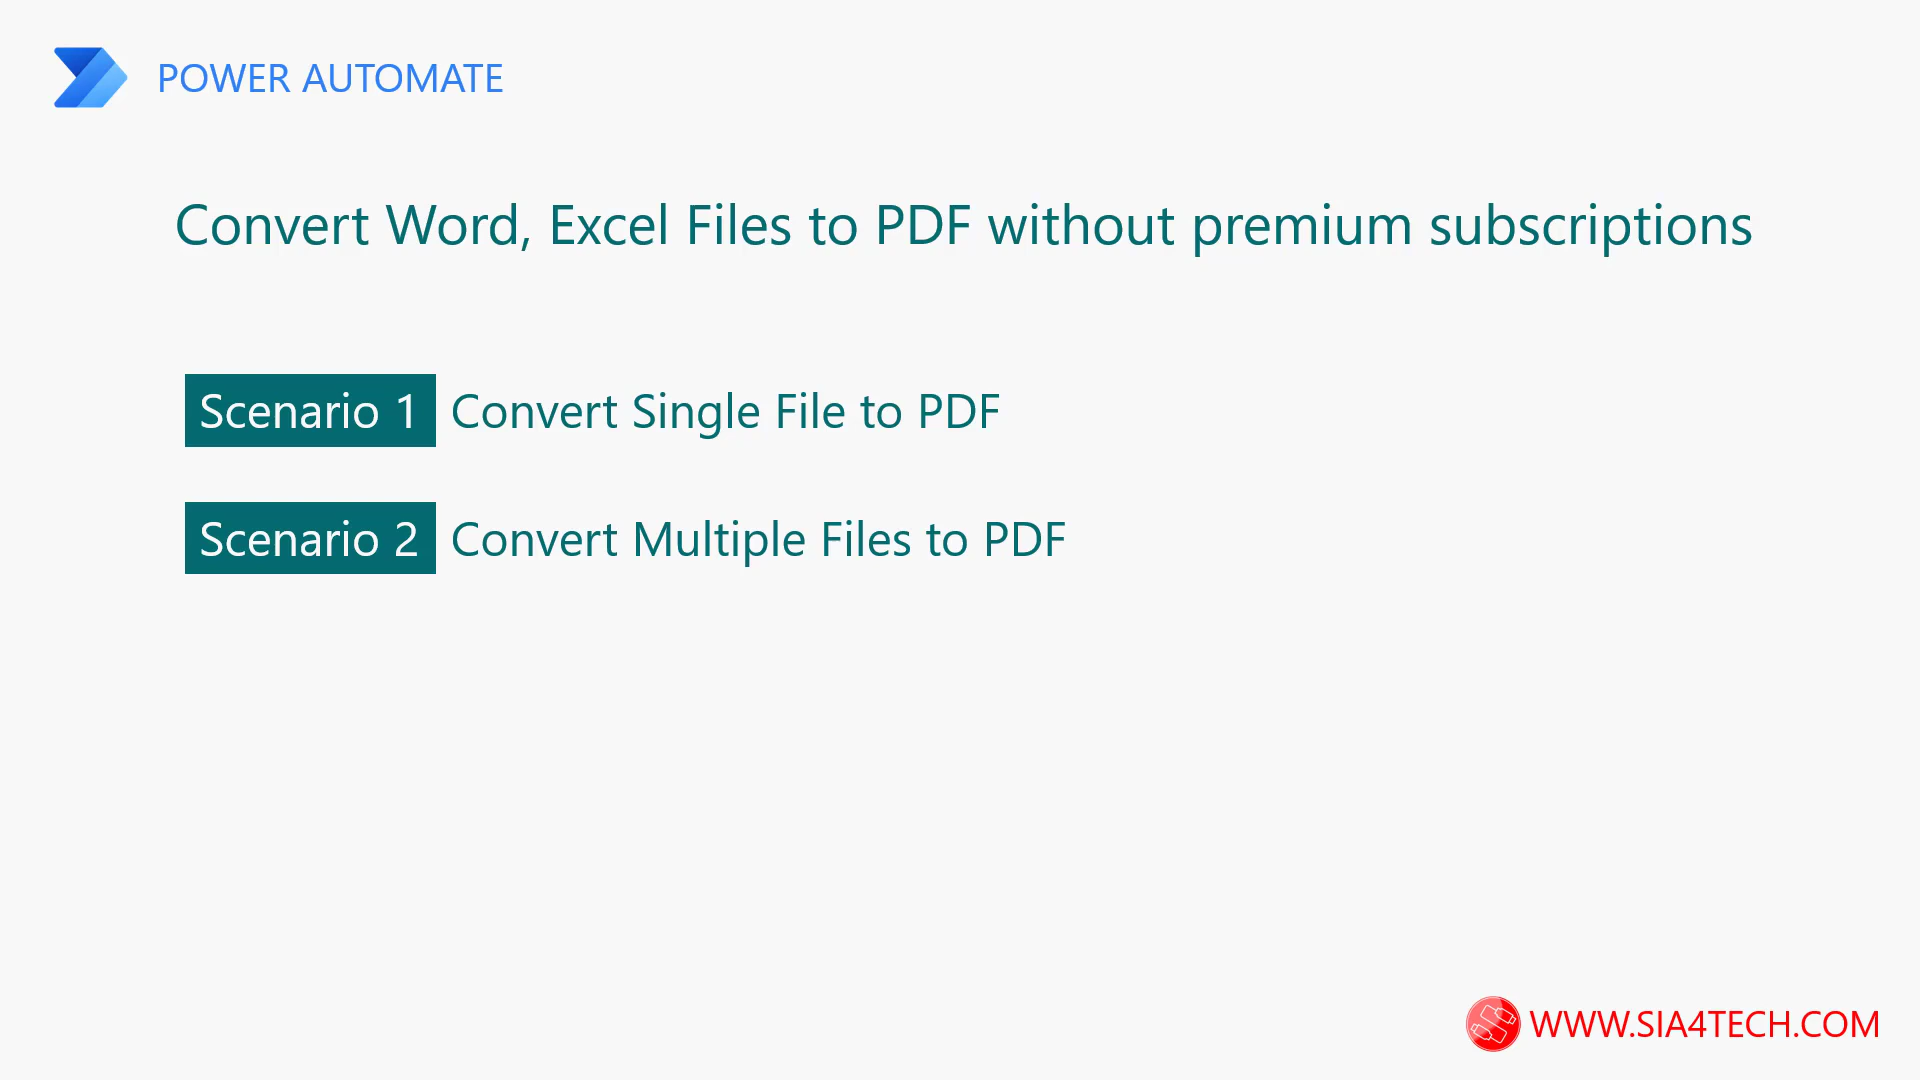 POWER AUTOMATE
Convert Word, Excel Files to PDF without premium subscriptions
Scenario 1 Convert Single File to PDF
Scenario 2 Convert Multiple Files to PDF
WWW.SIA4TECH.COM